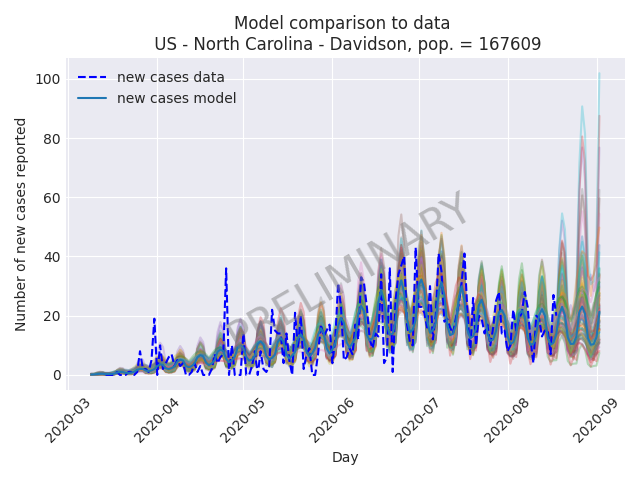 Model comparison to data
US - North Carolina - Davidson, pop. = 167609
new cases data
new cases model
PRELIMINARY
Number of new cases reported
100
80
60
40
20
0
2020-03
2020-04
2020-05
2020-06
2020-07
2020-08
2020-09
Day